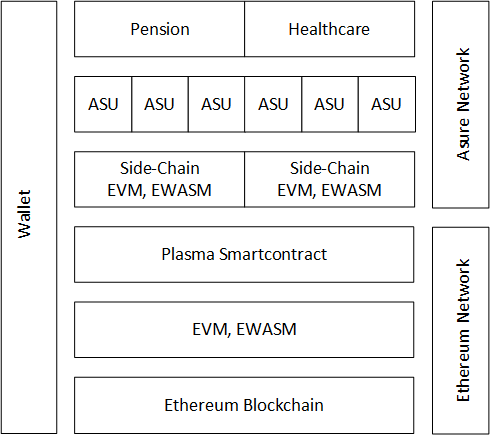 Wallet
Pension
Healthcare
ASU
ASU
ASU
ASU
ASU
ASU
Side-Chain
EVM, EWASM
Side-Chain
EVM, EWASM
Plasma Smartcontract
EVM, EWASM
Ethereum Blockchain
Asure Network
Ethereum Network